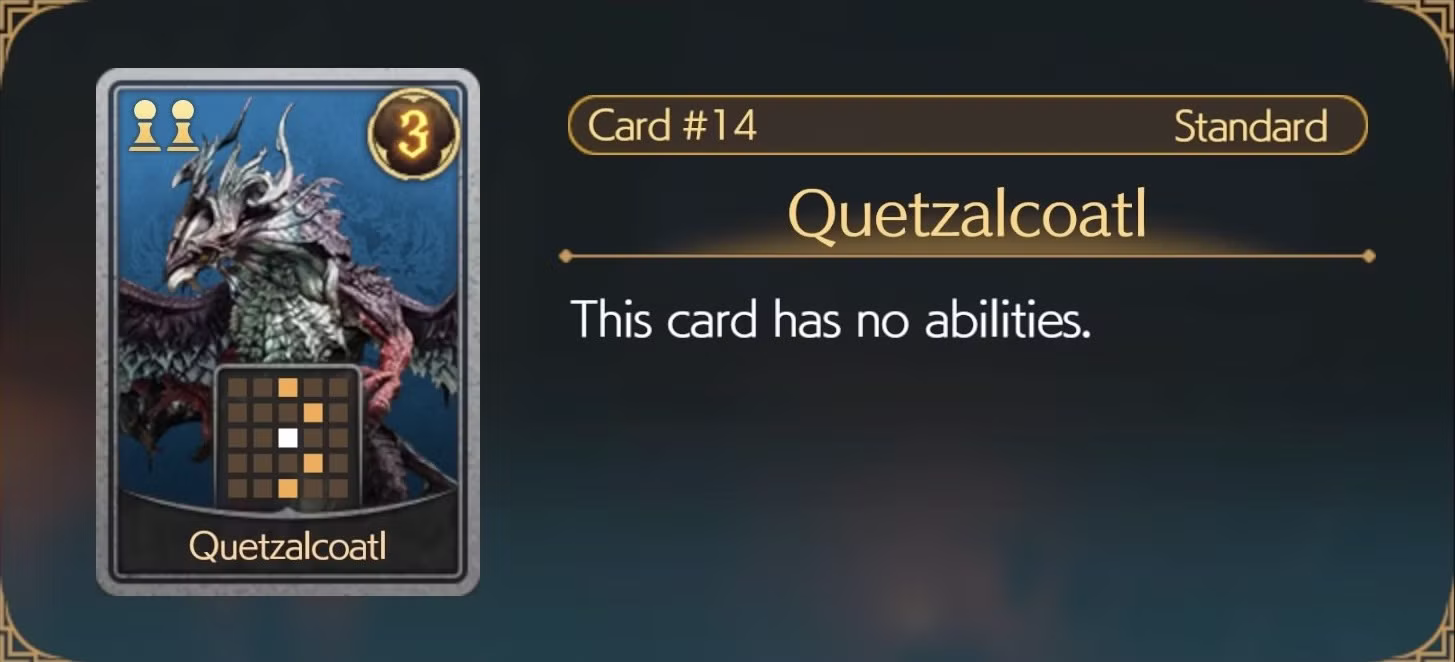 3
Quetzalcoatl
Card #14 Standard
Quetzalcoatl
This card has no abilities.